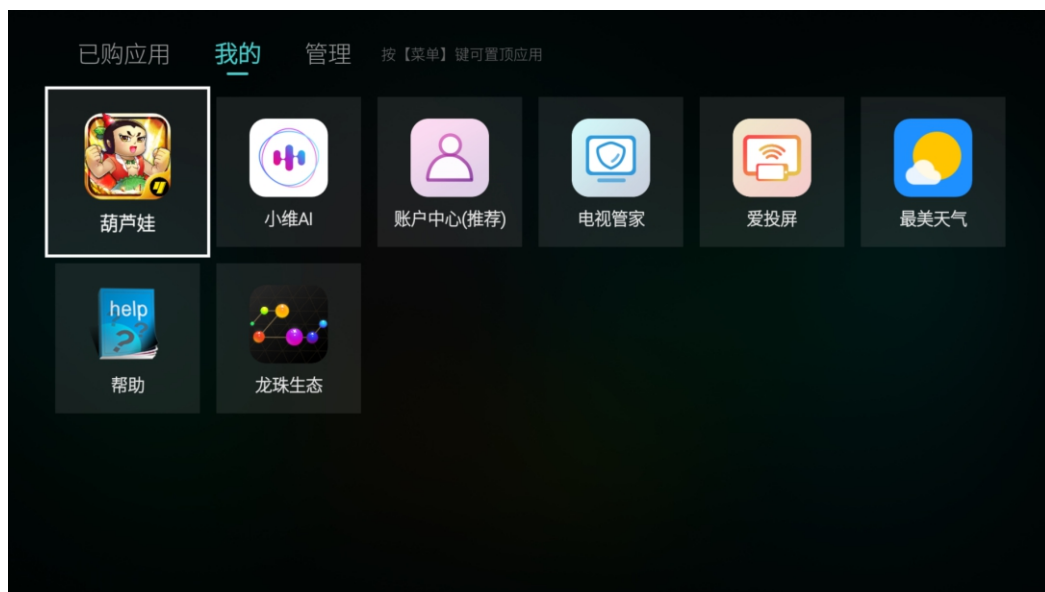 已购应用 我的 管理 按【菜单】键可置顶应用
葫芦娃 小维AI 账户中心(推荐) 电视管家 爱投屏 最美天气
help
??
帮助 龙珠生态